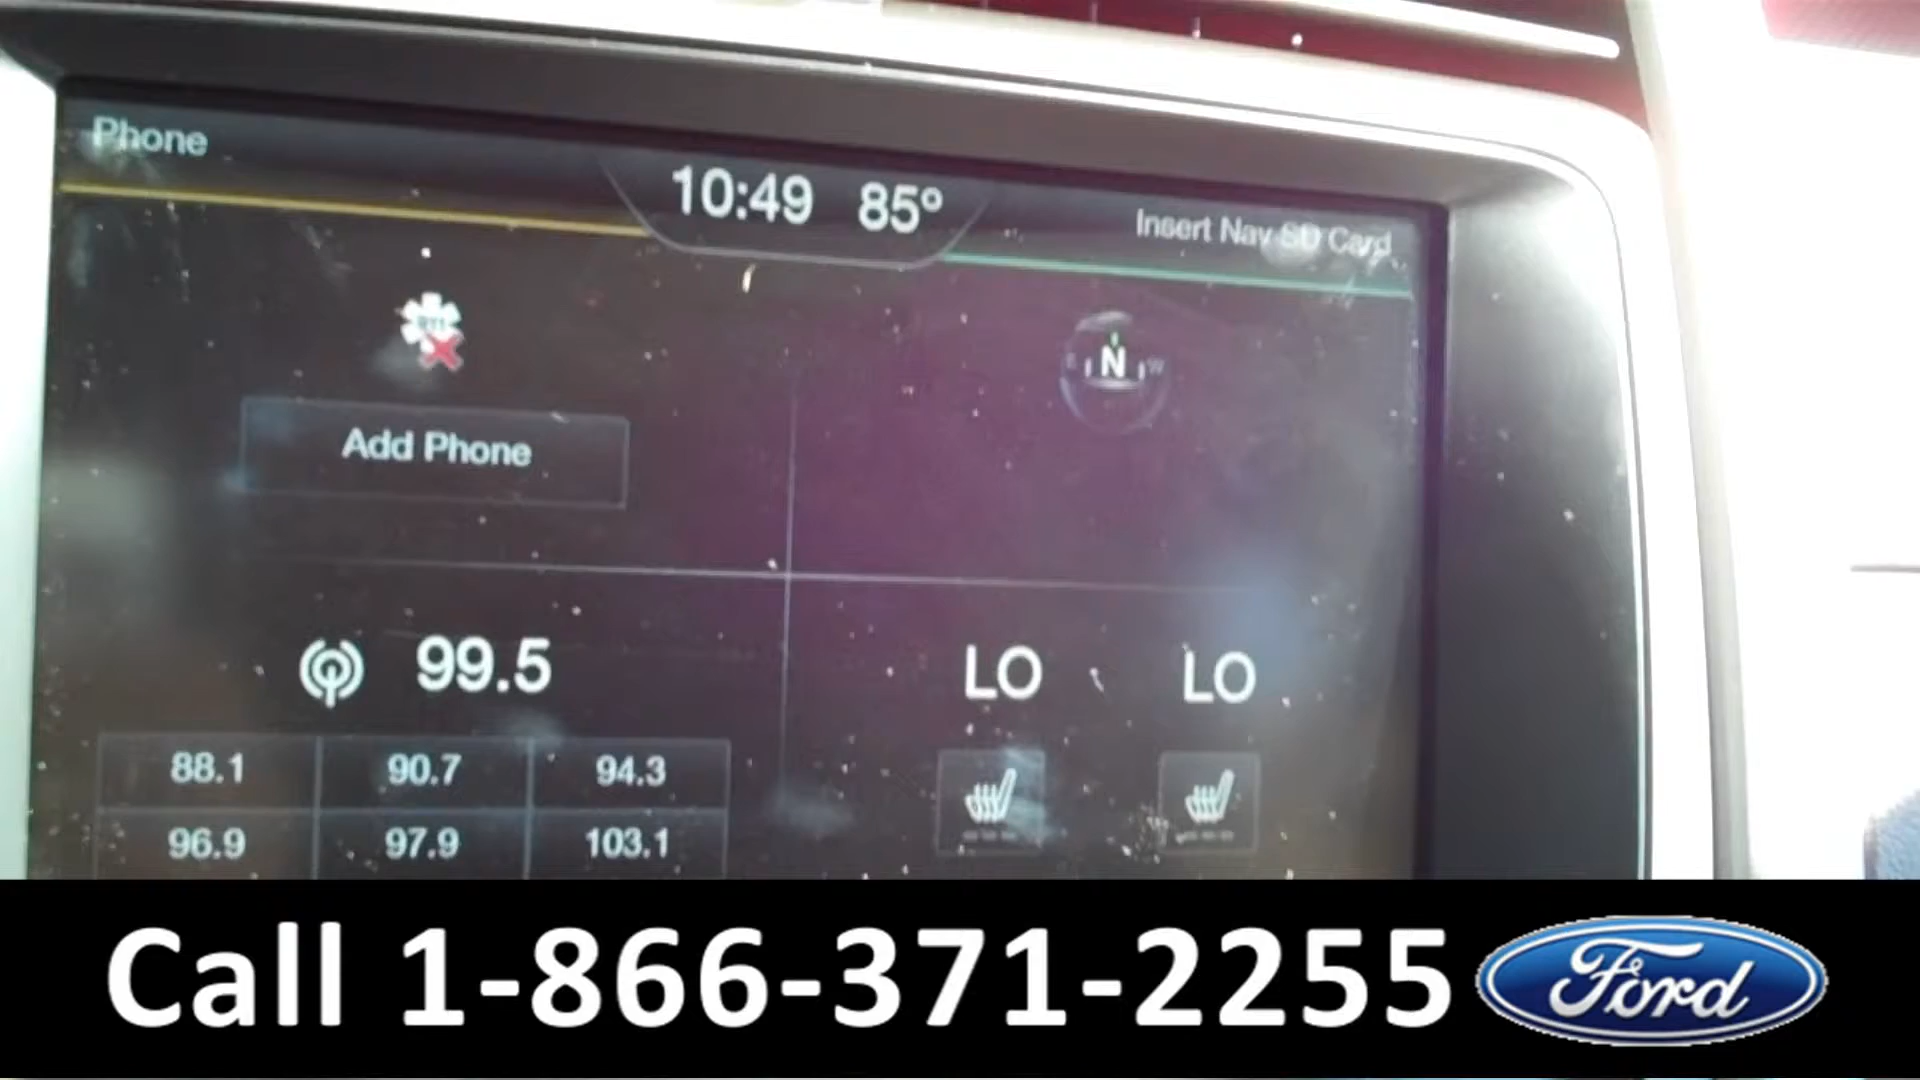 Phone
10:49 85°
Insert Nav SD Card
911
N
W
Add Phone
99.5
LO LO
88.1 90.7 94.3
96.9 97.9 103.1
Call 1-866-371-2255
Ford